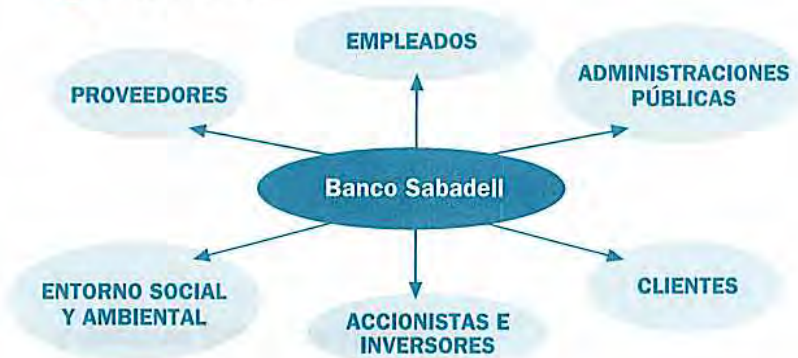 EMPLEADOS
PROVEEDORES
ADMINISTRACIONES
PÚBLICAS
Banco Sabadell
ENTORNO SOCIAL
Y AMBIENTAL
ACCIONISTAS E
INVERSORES
CLIENTES